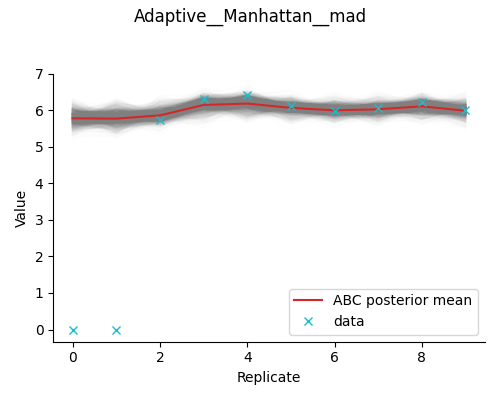 Adaptive__Manhattan__mad
7
6
5
4
3
2
1
0
Value
0 2 4 6 8
Replicate
ABC posterior mean
data